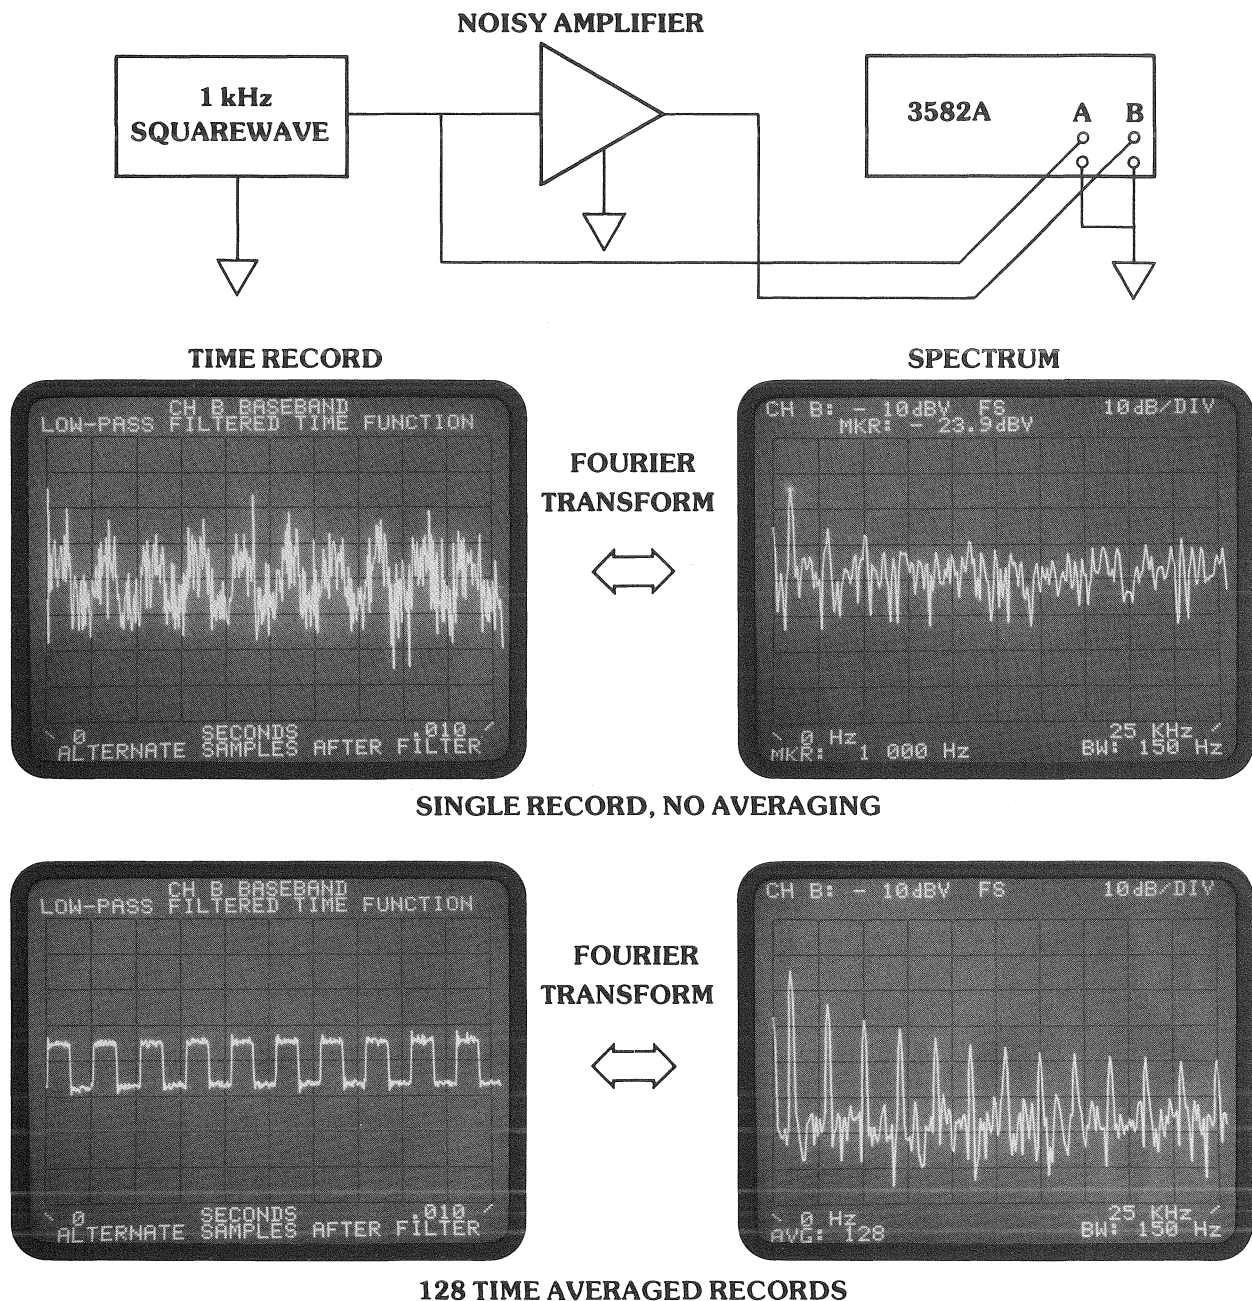 NOISY AMPLIFIER
1 kHz
SQUAREWAVE
3582A
A
B
TIME RECORD
SPECTRUM
CH B BASEBAND
LOW-PASS FILTERED TIME FUNCTION
0 SECONDS .010
ALTERNATE SAMPLES AFTER FILTER
FOURIER
TRANSFORM
CH B: - 10dBV FS 10dB/DIV
MKR: - 23.9dBV
0 Hz 25 KHz
MKR: 1 000 Hz BW: 150 Hz
SINGLE RECORD, NO AVERAGING
CH B BASEBAND
LOW-PASS FILTERED TIME FUNCTION
0 SECONDS .010
ALTERNATE SAMPLES AFTER FILTER
FOURIER
TRANSFORM
CH B: - 10dBV FS 10dB/DIV
0 Hz 25 KHz
AVG: 128 BW: 150 Hz
128 TIME AVERAGED RECORDS